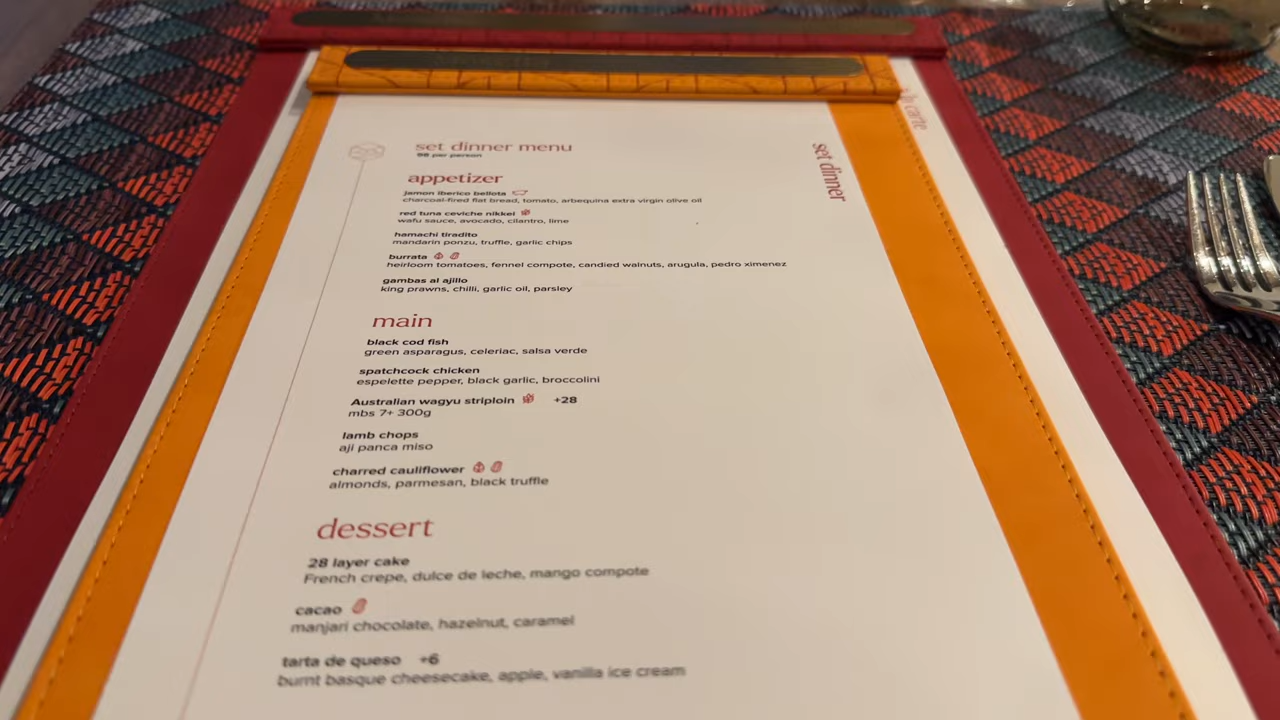 set dinner menu
98 per person
appetizer
jamon iberico bellota
charcoal-fired flat bread, tomato, arbequina extra virgin olive oil
red tuna ceviche nikkei
wafu sauce, avocado, cilantro, lime
hamachi tiradito
mandarin ponzu, truffle, garlic chips
burrata
heirloom tomatoes, fennel compote, candied walnuts, arugula, pedro ximenez
gambas al ajillo
king prawns, chilli, garlic oil, parsley
main
black cod fish
green asparagus, celeriac, salsa verde
spatchcock chicken
espelette pepper, black garlic, broccolini
Australian wagyu striploin +28
mbs 7+ 300g
lamb chops
aji panca miso
charred cauliflower
almonds, parmesan, black truffle
dessert
28 layer cake
French crepe, dulce de leche, mango compote
cacao
manjari chocolate, hazelnut, caramel
tarta de queso +6
burnt basque cheesecake, apple, vanilla ice cream
set dinner
carte